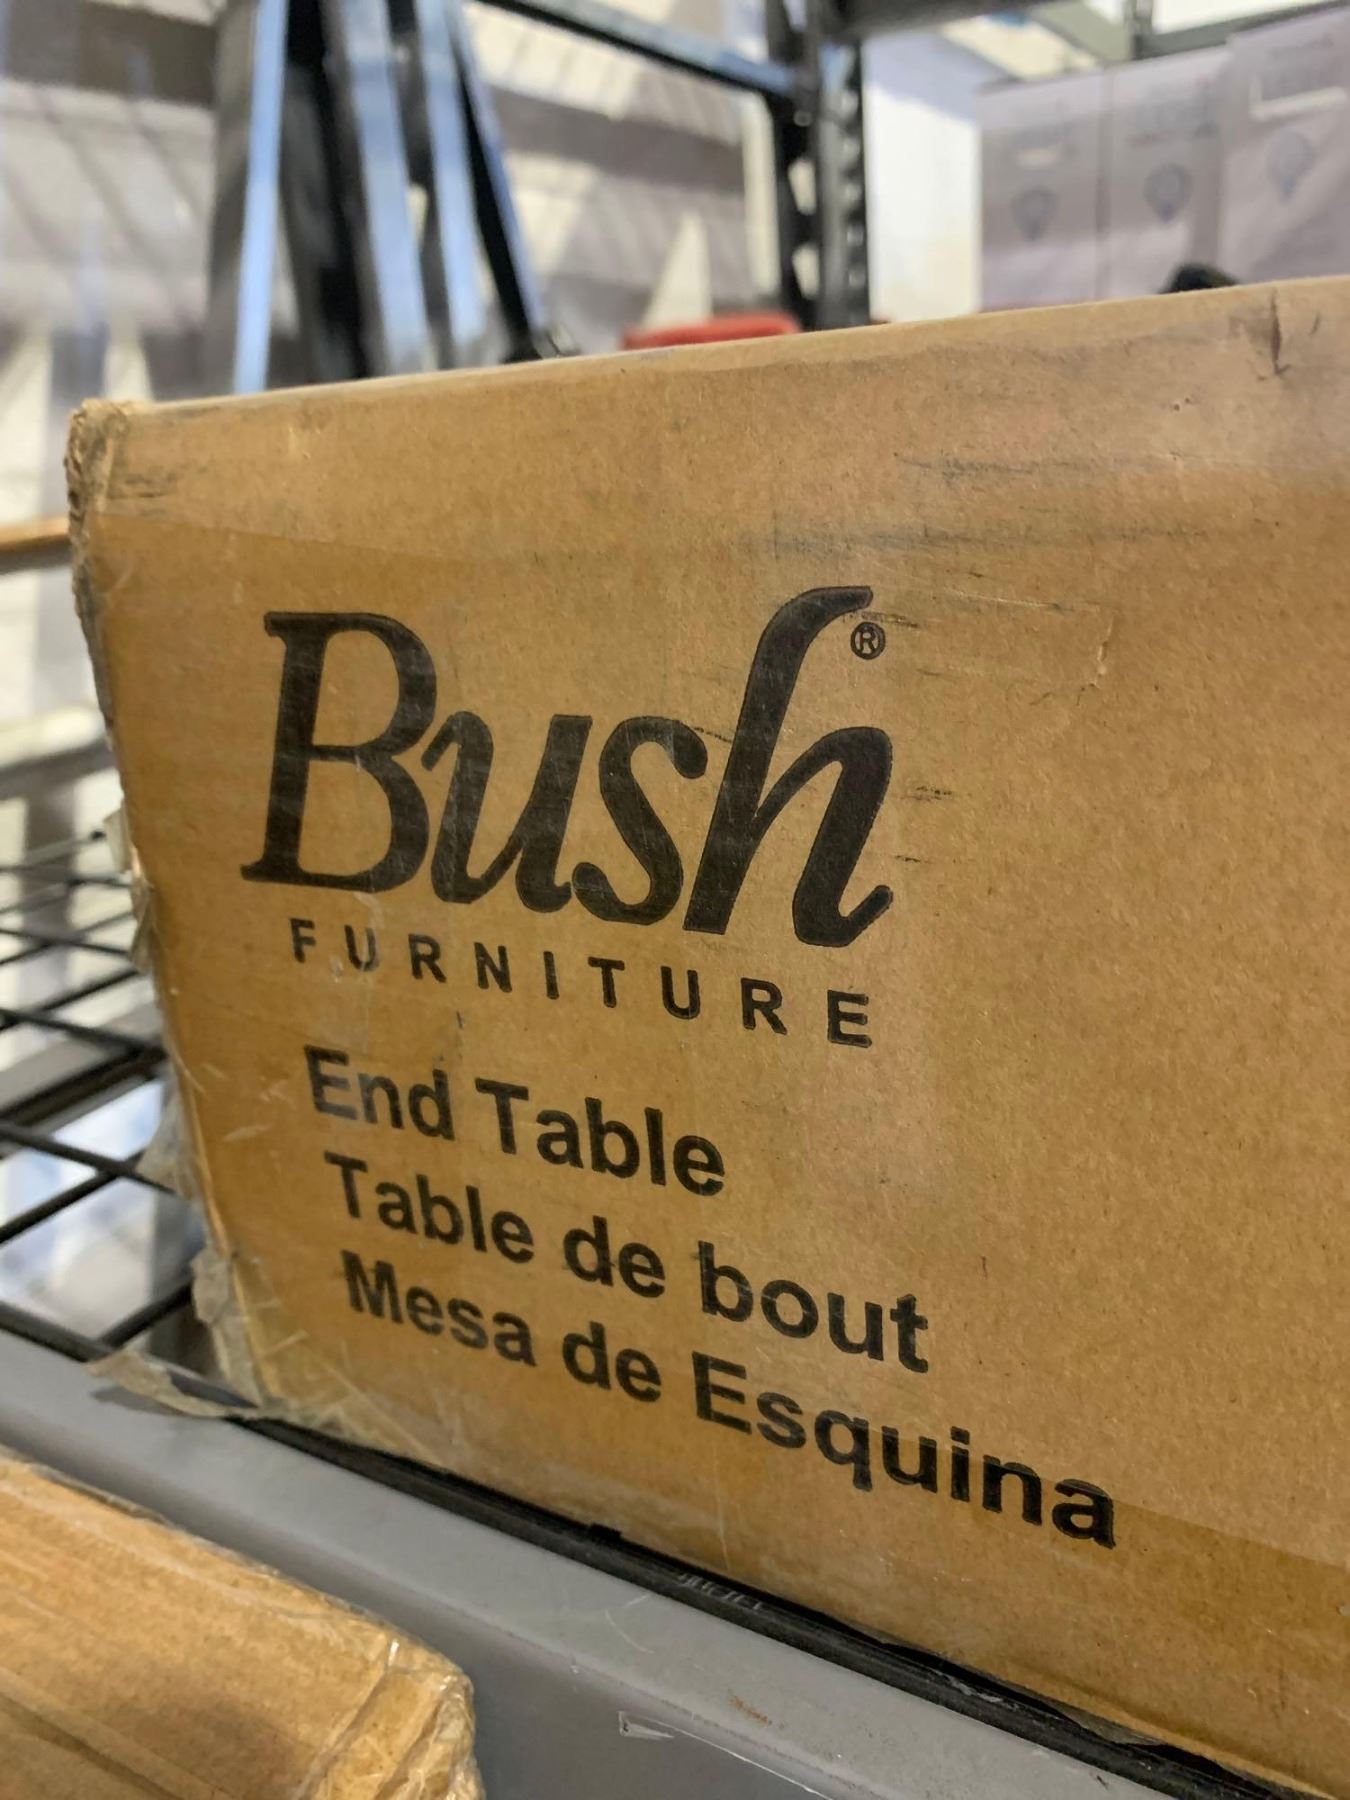 Bush®
FURNITURE
End Table
Table de bout
Mesa de Esquina